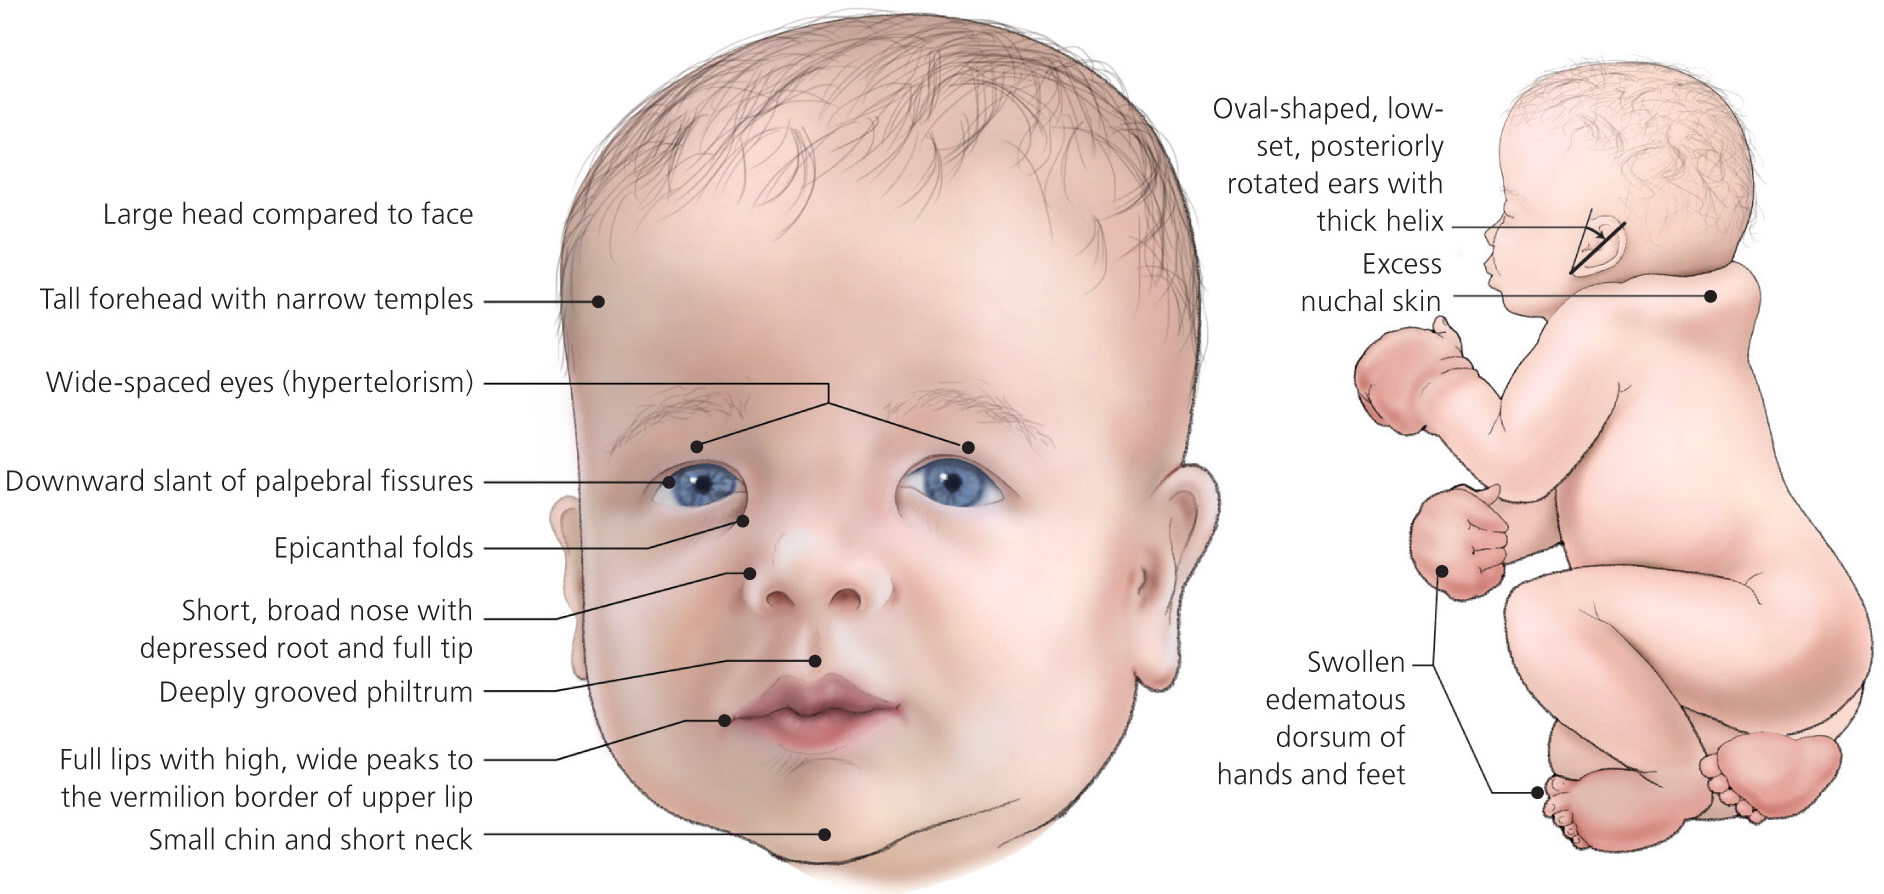 Large head compared to face
Tall forehead with narrow temples
Wide-spaced eyes (hypertelorism)
Downward slant of palpebral fissures
Epicanthal folds
Short, broad nose with
depressed root and full tip
Deeply grooved philtrum
Full lips with high, wide peaks to
the vermilion border of upper lip
Small chin and short neck
Oval-shaped, low-
set, posteriorly
rotated ears with
thick helix
Excess
nuchal skin
Swollen
edematous
dorsum of
hands and feet